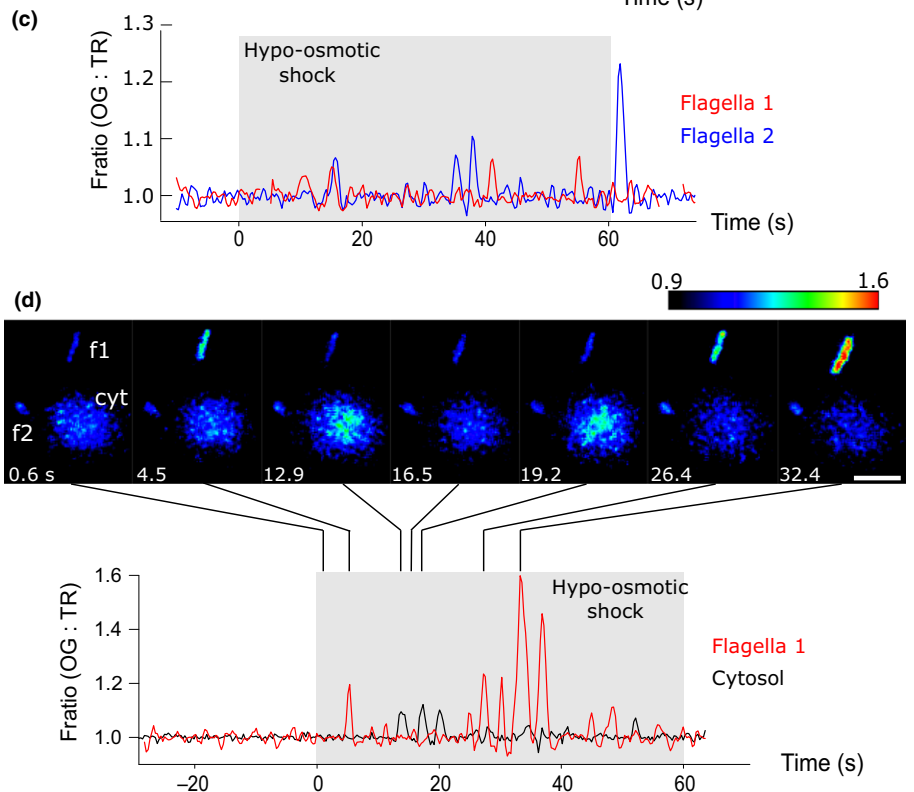 Time (s)
(c)
1.3
1.2
1.1
1.0
Fratio (OG : TR)
Hypo-osmotic
shock
Flagella 1
Flagella 2
0
20
40
60
Time (s)
(d)
0.9
1.6
f1
cyt
f2
0.6 s
4.5
12.9
16.5
19.2
26.4
32.4
1.6
1.4
1.2
1.0
Fratio (OG : TR)
Hypo-osmotic
shock
Flagella 1
Cytosol
–20
0
20
40
60
Time (s)